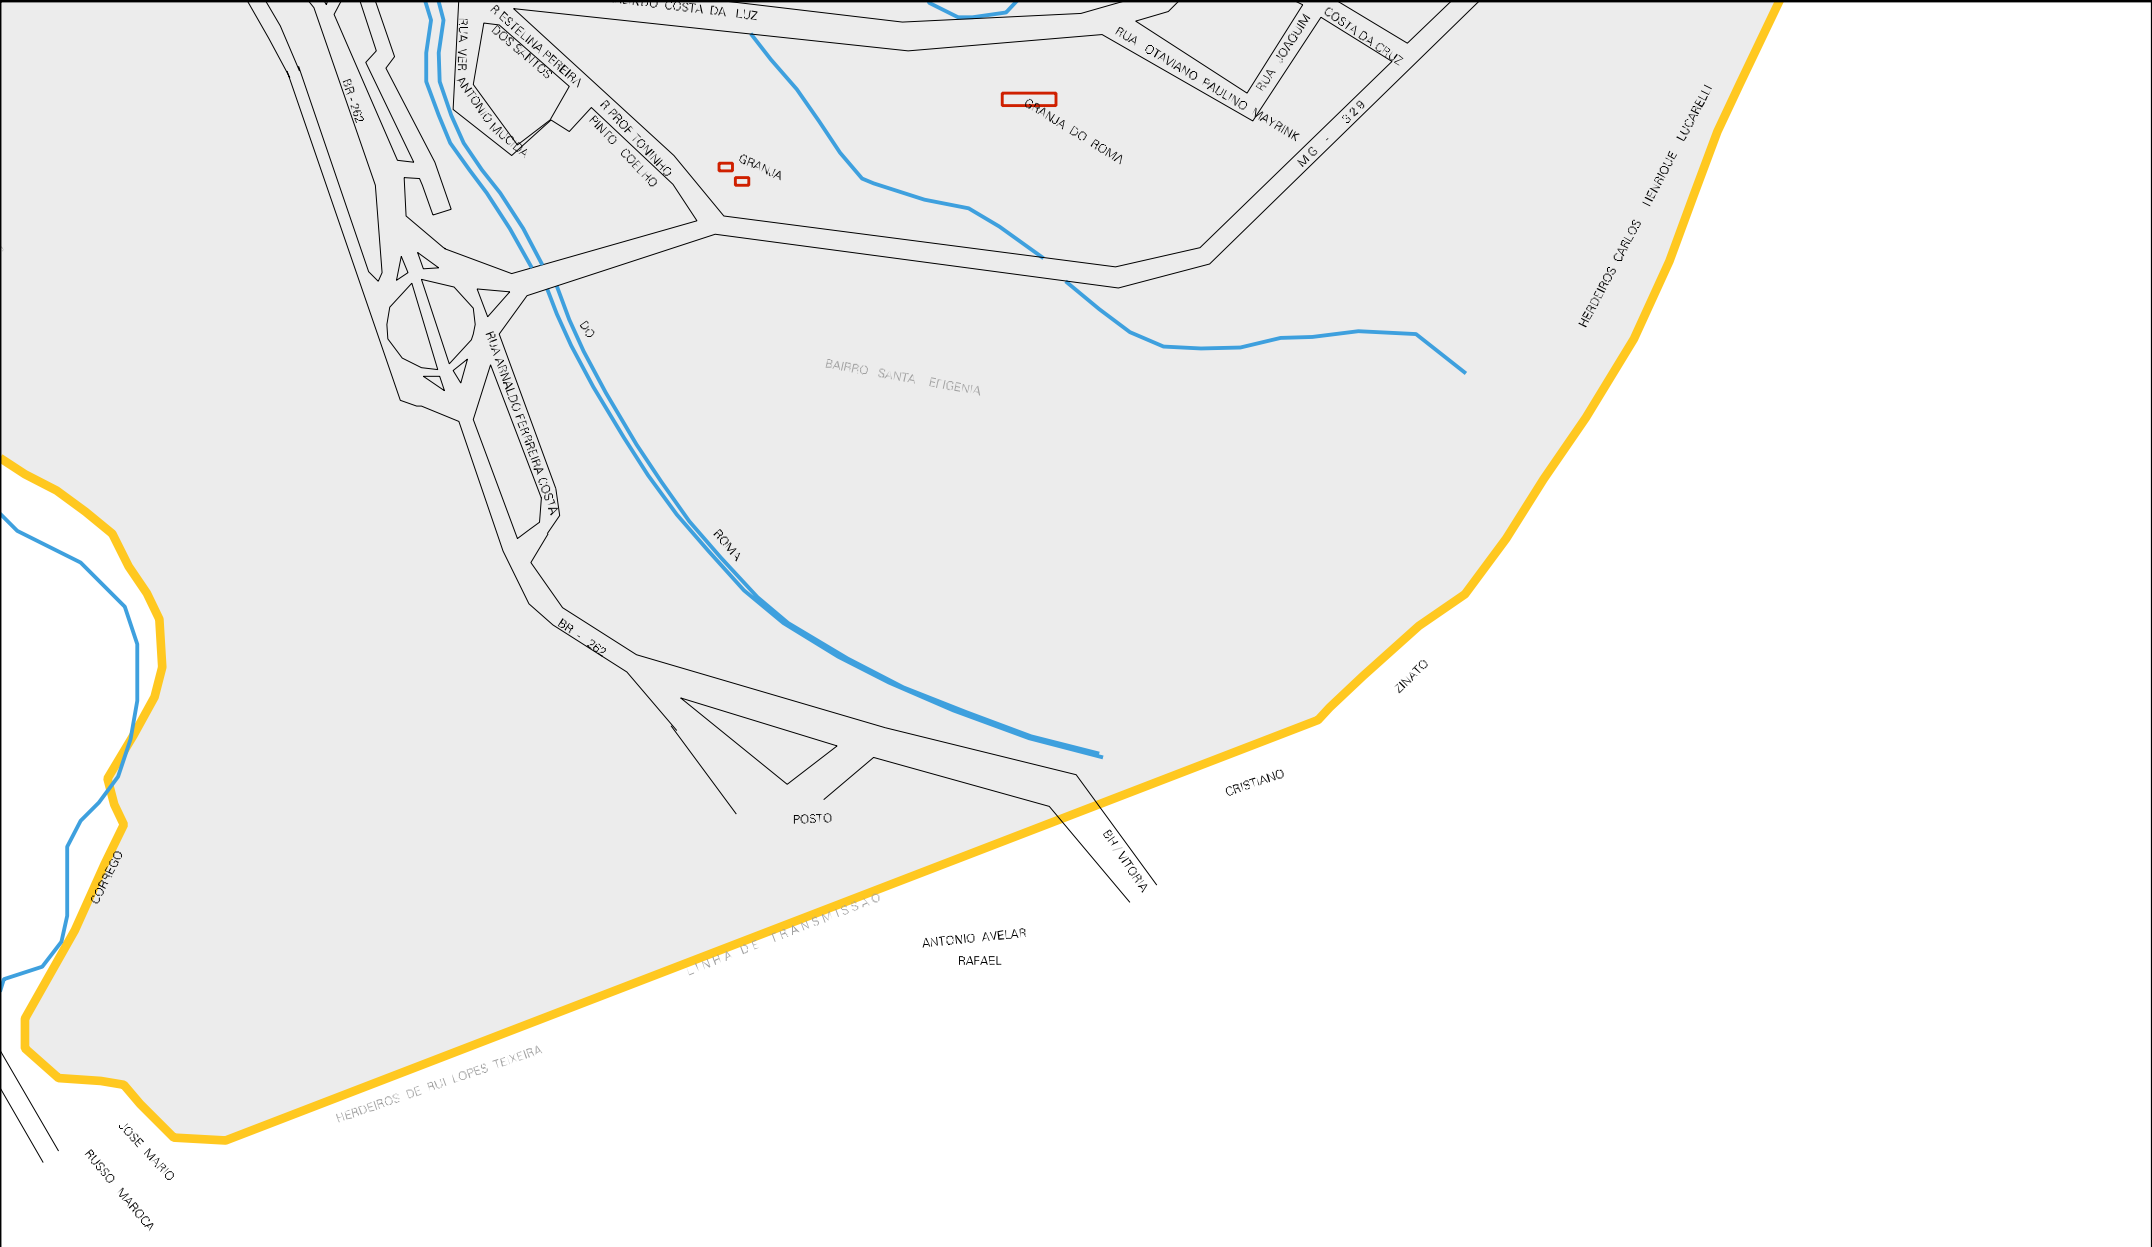 COSTA DA LUZ
R ESTELINA PEREIRA
DOS SANTOS
RUA VER ANTONIO MUCIDA
BR - 262
R PROF TONINHO
PINTO COELHO
GRANJA
GRANJA DO ROMA
RUA OTAVIANO PAULINO MAYRINK
RUA JOAQUIM
COSTA DA CRUZ
MG - 329
HERDEIROS CARLOS HENRIQUE LUCARELLI
DO
ROMA
RUA ARNALDO FERRREIRA COSTA
BAIRRO SANTA EFIGENIA
BR - 262
ZINATO
CRISTIANO
POSTO
BH / VITORIA
CORREGO
LINHA DE TRANSMISSAO
ANTONIO AVELAR
RAFAEL
HERDEIROS DE RUI LOPES TEIXEIRA
JOSE MARIO
RUSSO MAROCA